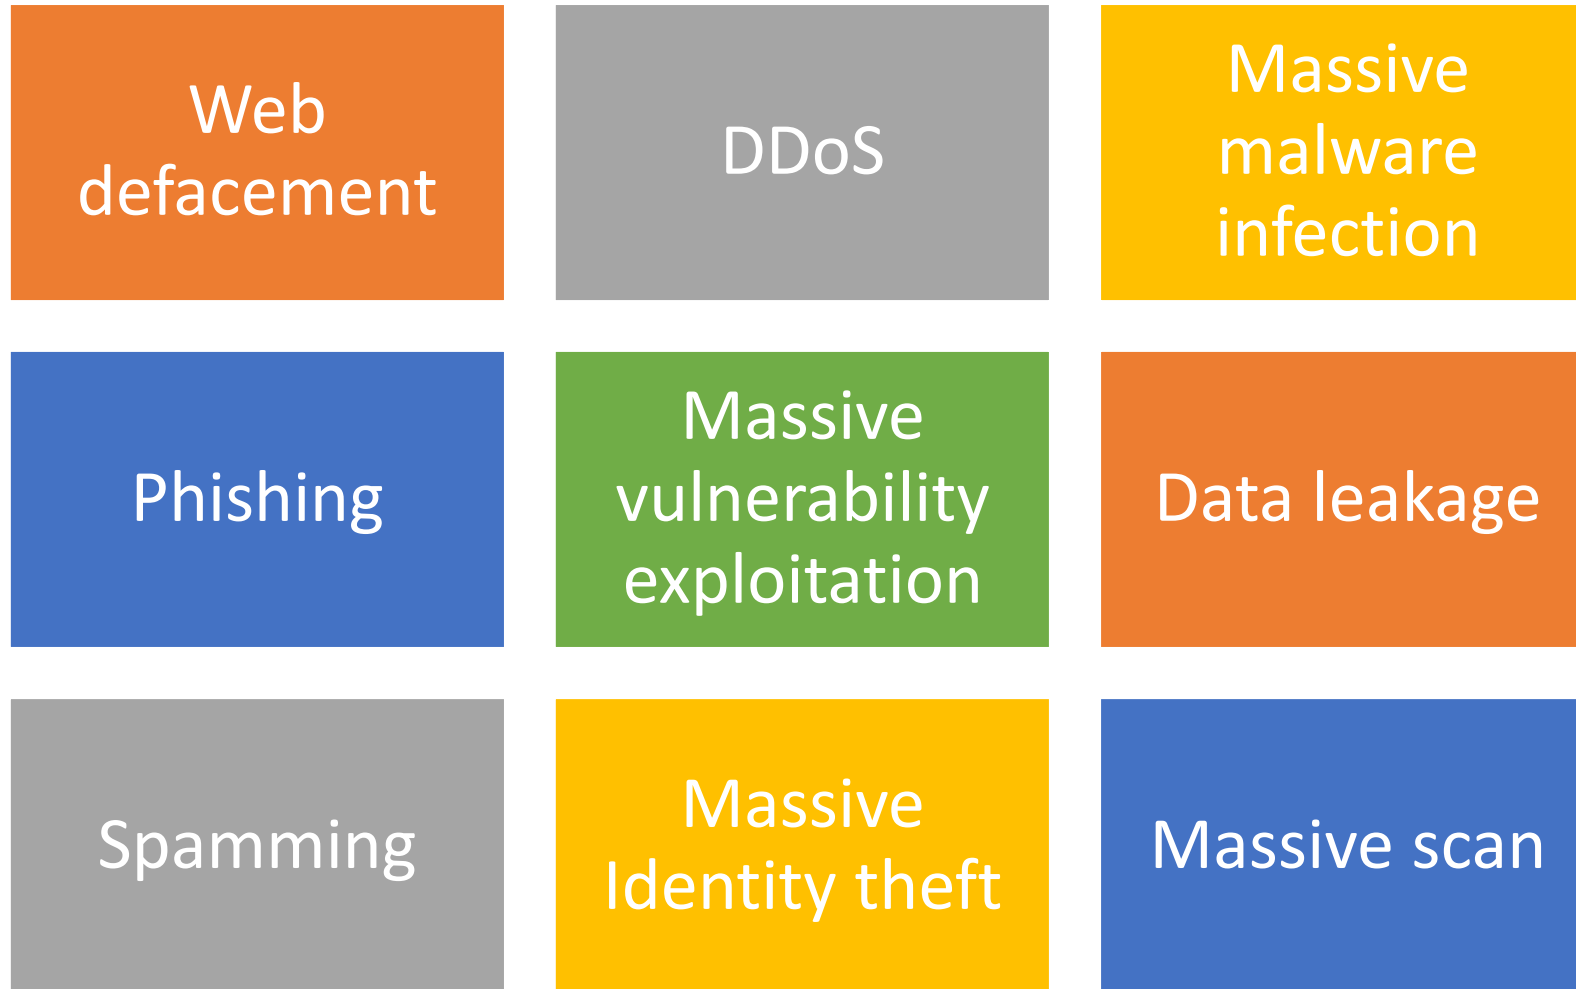 Web
defacement
DDoS
Massive
malware
infection
Phishing
Massive
vulnerability
exploitation
Data leakage
Spamming
Massive
Identity theft
Massive scan